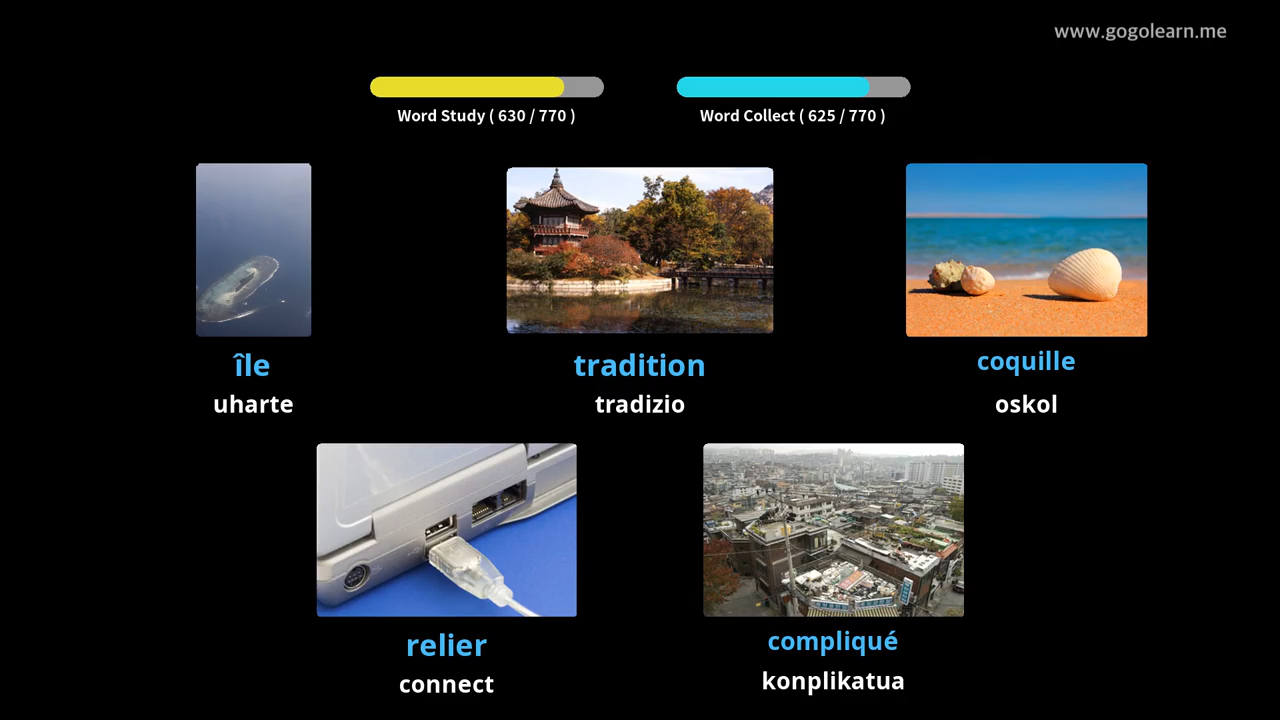 www.gogolearn.me
Word Study ( 630 / 770 )
Word Collect ( 625 / 770 )
île
uharte
tradition
tradizio
coquille
oskol
relier
connect
compliqué
konplikatua